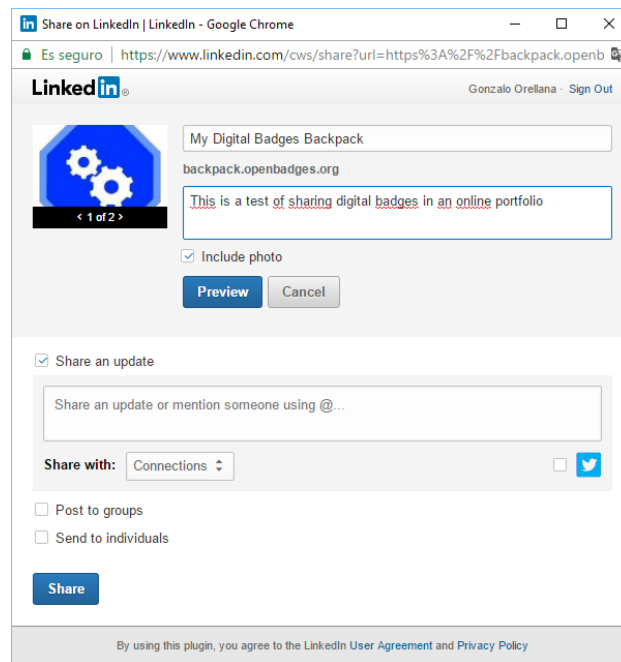 in Share on LinkedIn | LinkedIn - Google Chrome
Es seguro | https://www.linkedin.com/cws/share?url=https%3A%2F%2Fbackpack.openb
Linked in ®
Gonzalo Orellana · Sign Out
My Digital Badges Backpack
backpack.openbadges.org
This is a test of sharing digital badges in an online portfolio
< 1 of 2 >
Include photo
Preview Cancel
Share an update
Share an update or mention someone using @...
Share with: Connections
Post to groups
Send to individuals
Share
By using this plugin, you agree to the LinkedIn User Agreement and Privacy Policy